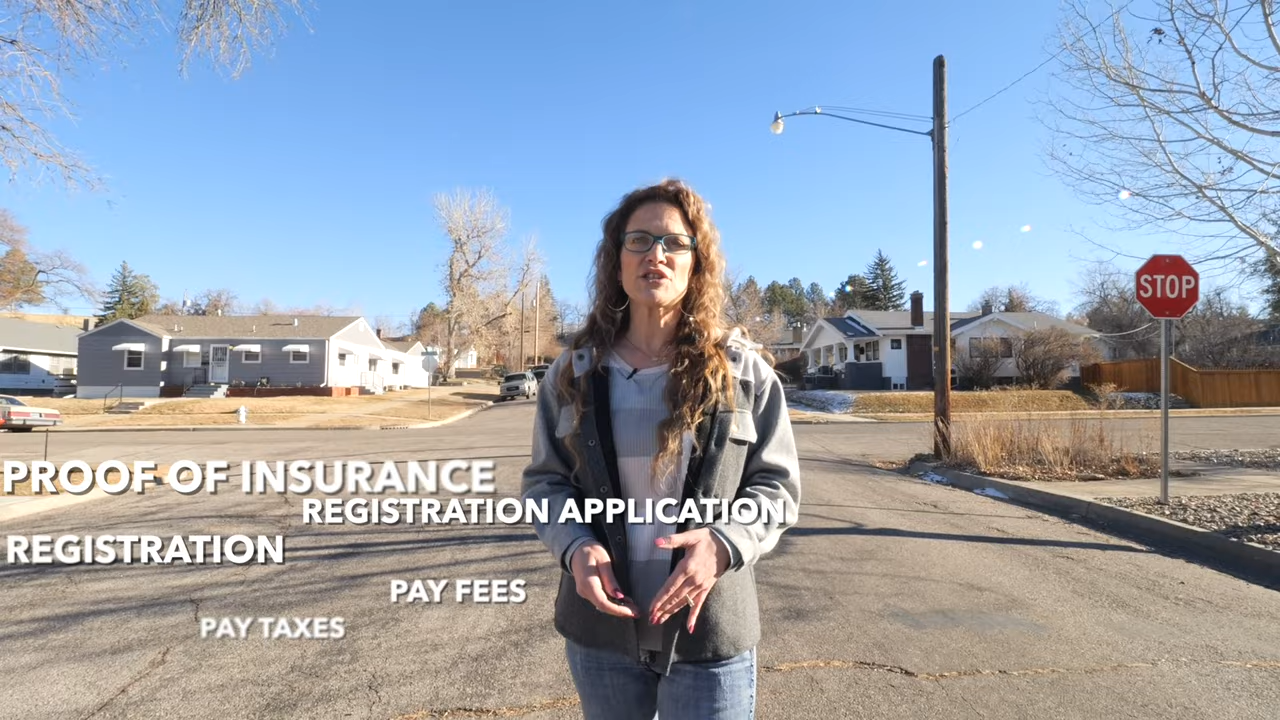 STOP
PROOF OF INSURANCE
REGISTRATION APPLICATION
REGISTRATION
PAY FEES
PAY TAXES